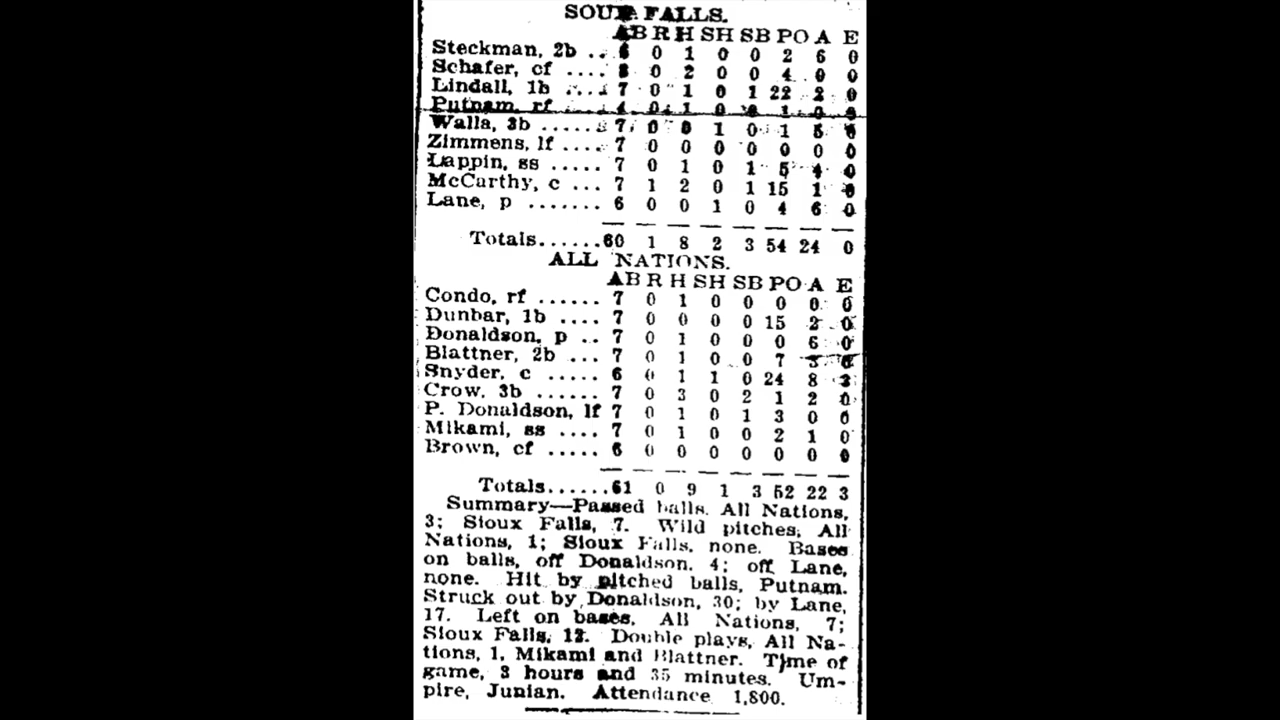 SOUX FALLS.
AB R H SH SB PO A E
Steckman, 2b .. 6 0 1 0 0 2 6 0
Schafer, cf .... 8 0 2 0 0 4 0 0
Lindall, 1b .... 7 0 1 0 1 22 2 0
Putnam, rf .... 4 0 1 0 0 1 0
Walla, 3b ..... 7 0 0 1 0 1 5 0
Zimmens, lf .... 7 0 0 0 0 0 0 0
Lappin, ss ..... 7 0 1 0 1 5 4 0
McCarthy, c ... 7 1 2 0 1 15 1 0
Lane, p ....... 6 0 0 1 0 4 6 0
Totals......60 1 8 2 3 54 24 0
ALL NATIONS.
AB R H SH SB PO A E
Condo, rf ...... 7 0 1 0 0 0 0 0
Dunbar, 1b .... 7 0 0 0 0 15 2 0
Donaldson, p .. 7 0 1 0 0 0 6 0
Blattner, 2b ... 7 0 1 0 0 7 3 0
Snyder, c ..... 6 0 1 1 0 24 8 3
Crow, 3b ...... 7 0 3 0 2 1 2 0
P. Donaldson, lf 7 0 1 0 1 3 0 0
Mikami, ss .... 7 0 1 0 0 2 1 0
Brown, cf ..... 6 0 0 0 0 0 0 0
Totals......61 0 9 1 3 52 22 3
Summary—Passed balls, All Nations,
3; Sioux Falls, 7. Wild pitches, All
Nations, 1; Sioux Falls, none. Bases
on balls, off Donaldson, 4; off Lane,
none. Hit by pitched balls, Putnam.
Struck out by Donaldson, 30; by Lane,
17. Left on bases, All Nations, 7;
Sioux Falls, 12. Double plays, All Na-
tions, 1, Mikami and Blattner. Time of
game, 3 hours and 35 minutes. Um-
pire, Junian. Attendance 1,800.